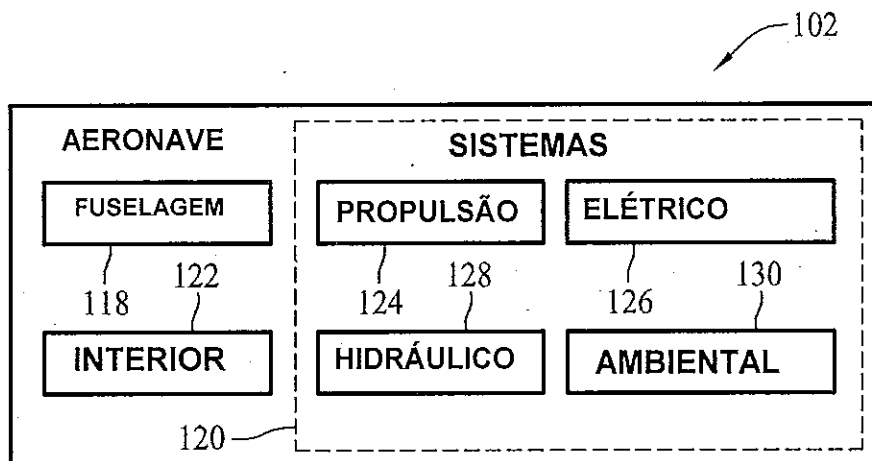 102
AERONAVE
SISTEMAS
FUSELAGEM
PROPULSÃO
ELÉTRICO
118
122
124
128
126
130
INTERIOR
HIDRÁULICO
AMBIENTAL
120